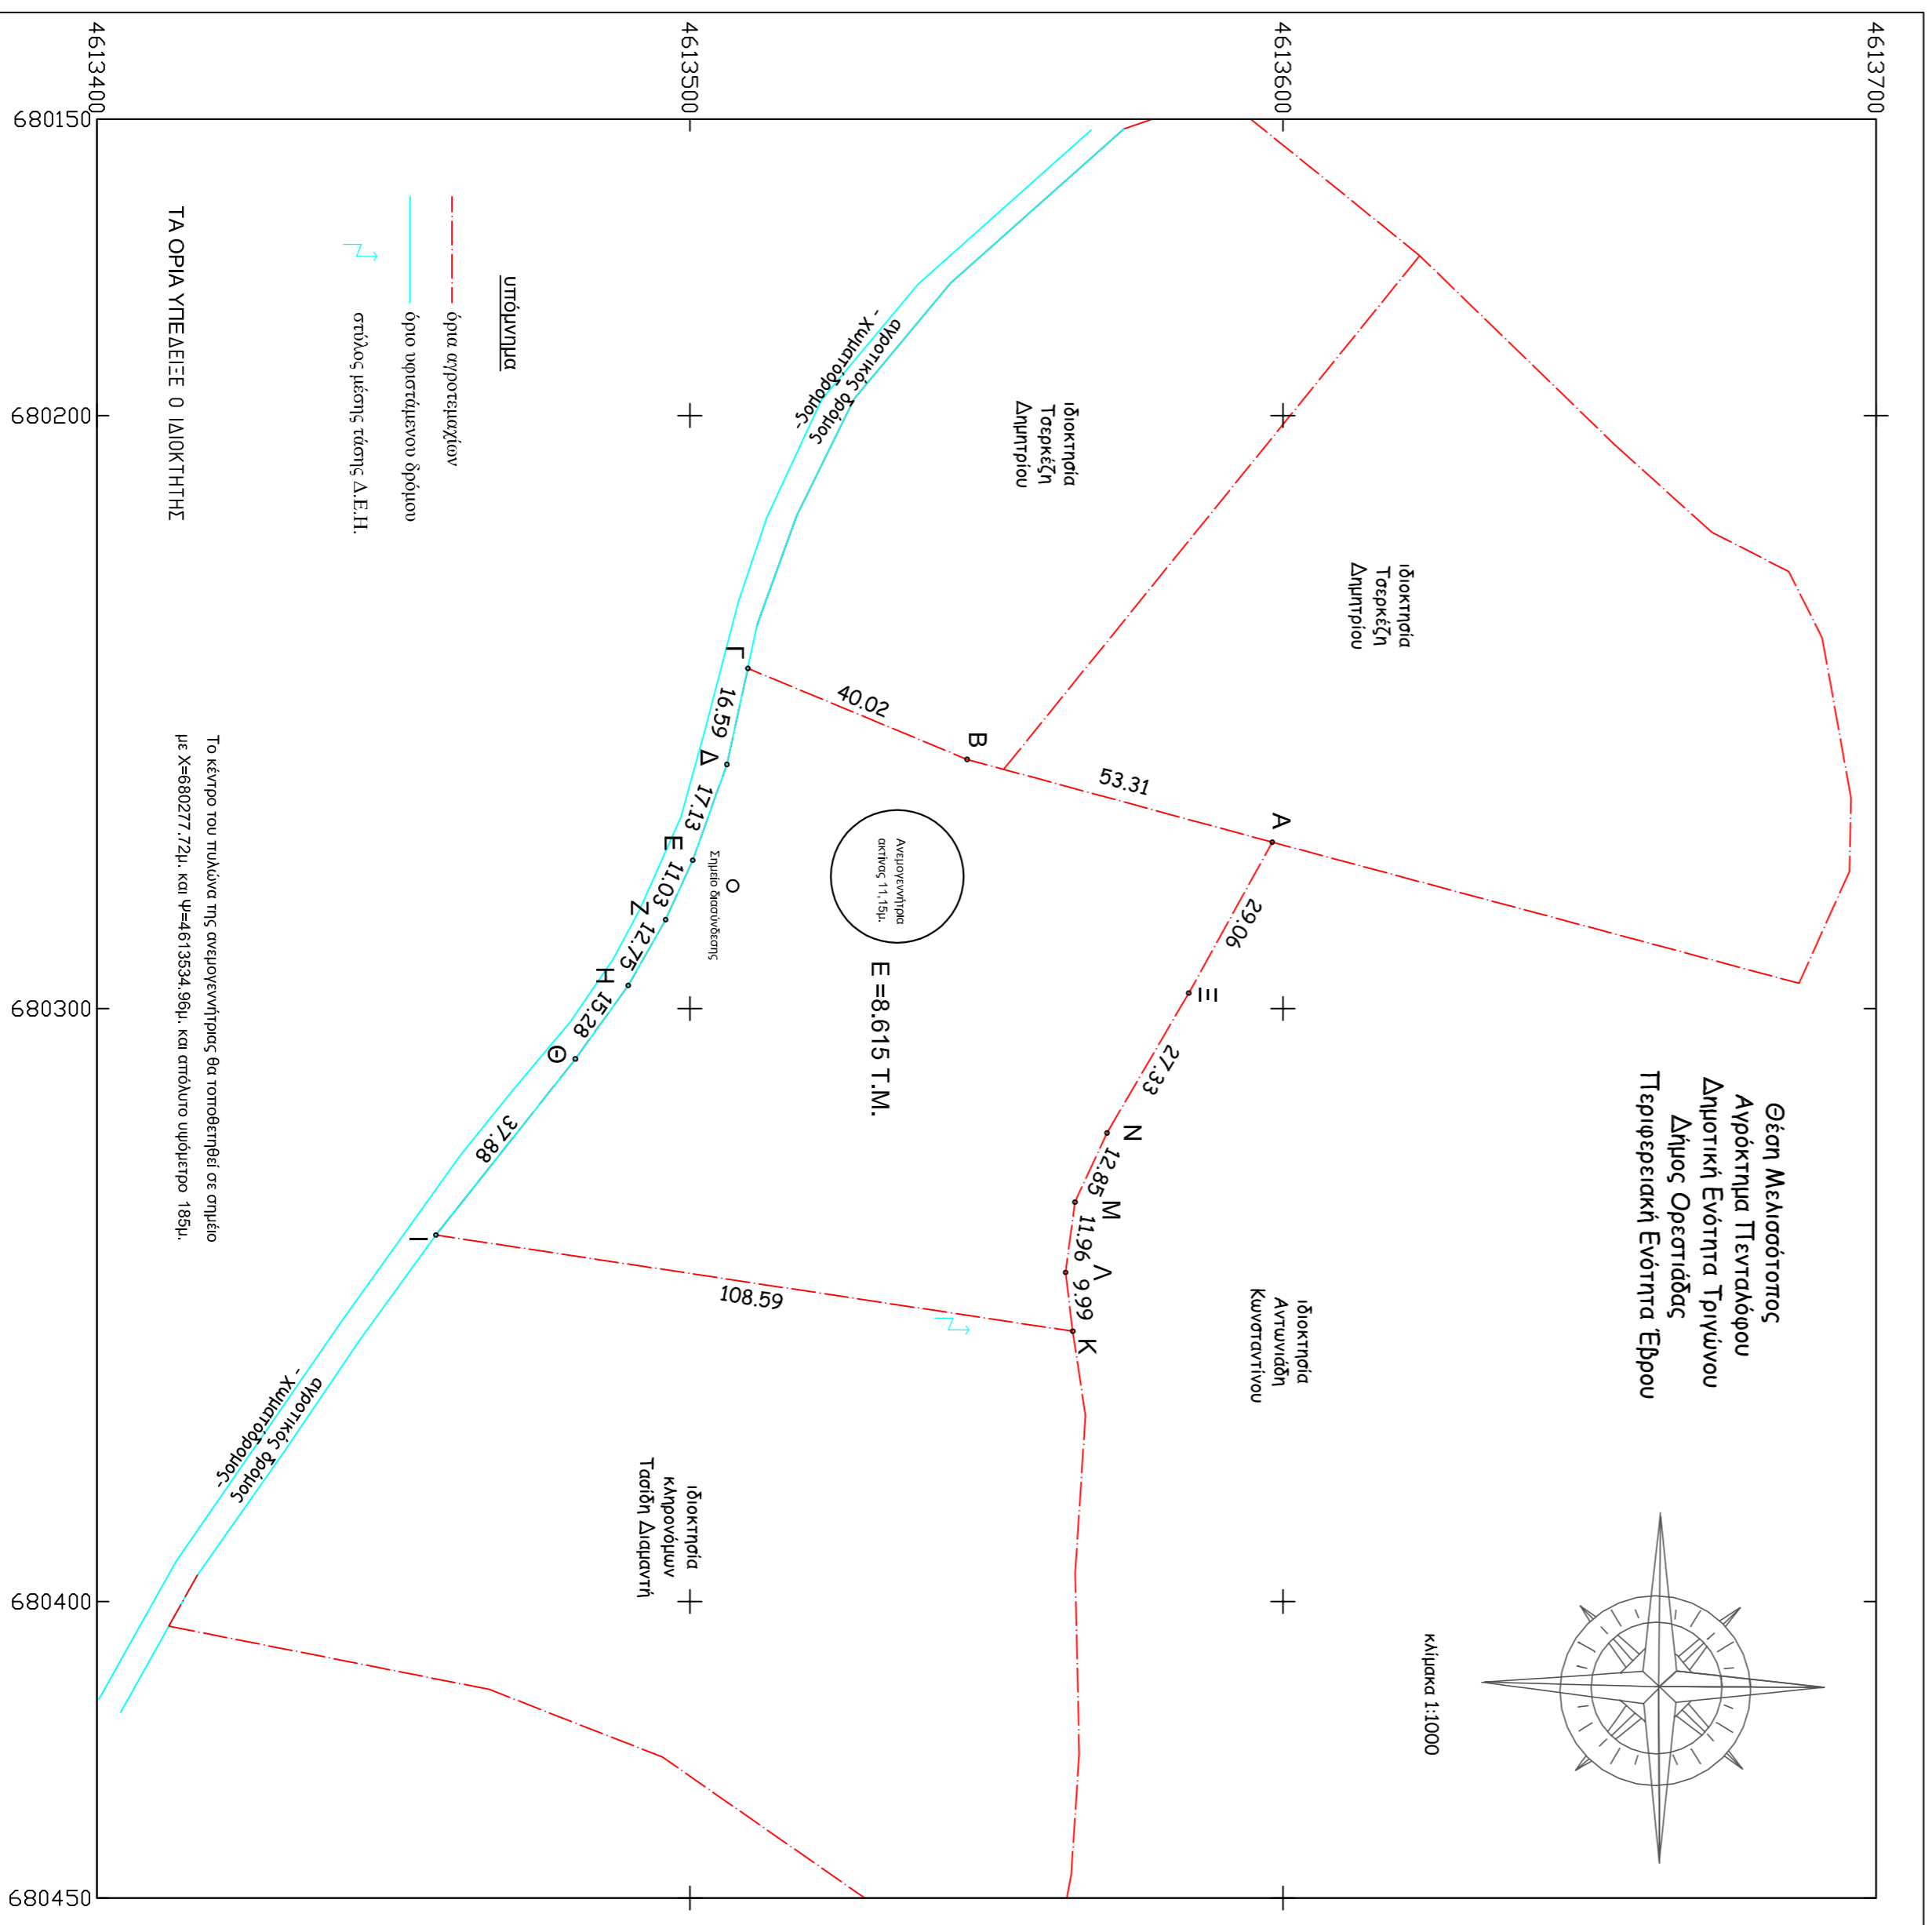 Θέση Μελισσότοπος
Αγρόκτημα Πενταλόφου
Δημοτική Ενότητα Τριγώνου
Δήμος Ορεστιάδας
Περιφερειακή Ενότητα Έβρου
κλίμακα 1:1000
4613700
4613600
4613500
4613400
680150
680200
680300
680400
680450
ιδιοκτησία
Τσερκέζη
Δημητρίου
ιδιοκτησία
Τσερκέζη
Δημητρίου
ιδιοκτησία
Αντωνιάδη
Κωνσταντίνου
ιδιοκτησία
κληρονόμων
Τασίδη Διαμαντή
A
53.31
B
40.02
Γ
16.59
Δ
17.13
E
11.03
Z
12.75
H
15.28
Θ
37.88
I
108.59
K
9.99
Λ
11.96
M
12.85
N
27.33
Ξ
29.06
Ανεμογεννήτρια
ακτίνας 11,15μ.
E =8.615 T.M.
Σημείο διασύνδεσης
αγροτικός δρόμος
- Χωματόδρομος-
αγροτικός δρόμος
- Χωματόδρομος-
υπόμνημα
όρια αγροτεμαχίων
όριο υφιστάμενου δρόμου
στύλος μέσης τάσης Δ.Ε.Η.
ΤΑ ΟΡΙΑ ΥΠΕΔΕΙΞΕ 0 ΙΔΙΟΚΤΗΤΗΣ
Το κέντρο του πυλώνα της ανεμογεννήτριας θα τοποθετηθεί σε σημείο
με Χ=680277.72μ. και Ψ=4613534.96μ. και απόλυτο υψόμετρο 185μ.